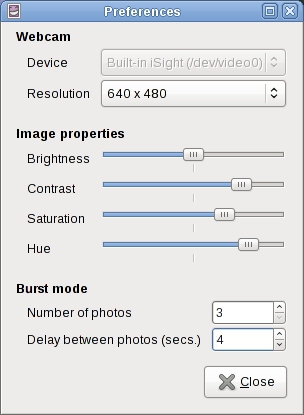 Preferences
Webcam
Device Built-in iSight (/dev/video0)
Resolution 640 x 480
Image properties
Brightness
Contrast
Saturation
Hue
Burst mode
Number of photos 3
Delay between photos (secs.) 4
Close